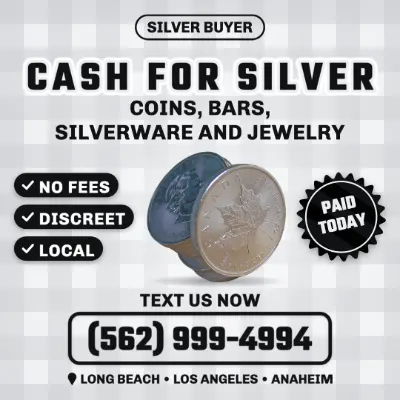 SILVER BUYER
CASH FOR SILVER
COINS, BARS,
SILVERWARE AND JEWELRY
NO FEES
DISCREET
LOCAL
PAID
TODAY
TEXT US NOW
(562) 999-4994
LONG BEACH • LOS ANGELES • ANAHEIM